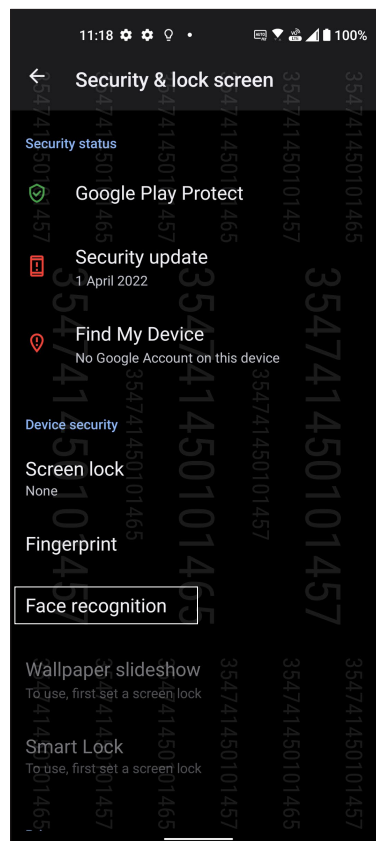 11:18
100%
Security & lock screen
Security status
Google Play Protect
Security update
1 April 2022
Find My Device
No Google Account on this device
Device security
Screen lock
None
Fingerprint
Face recognition
Wallpaper slideshow
To use, first set a screen lock
Smart Lock
To use, first set a screen lock
354741450101457
354741450101465